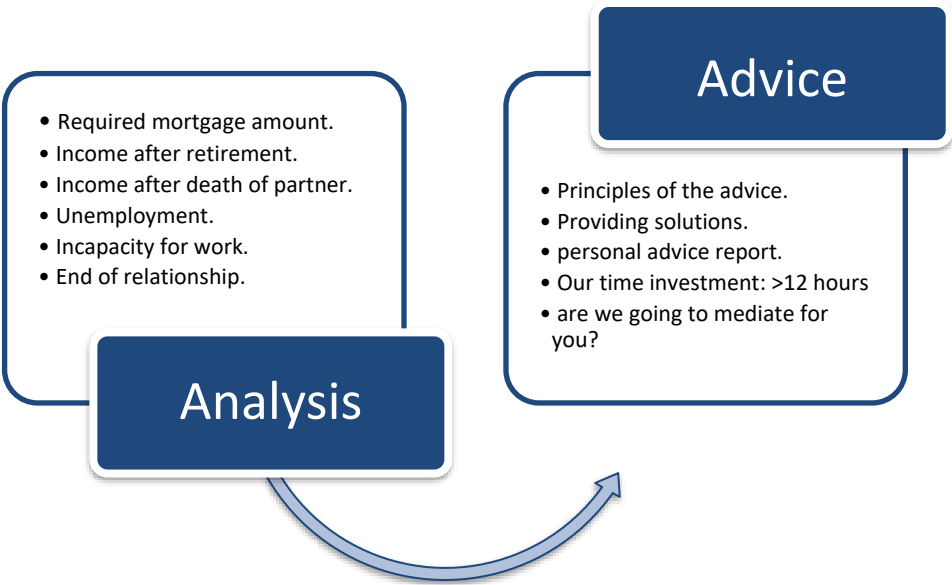 • Required mortgage amount.
• Income after retirement.
• Income after death of partner.
• Unemployment.
• Incapacity for work.
• End of relationship.
Analysis
Advice
• Principles of the advice.
• Providing solutions.
• personal advice report.
• Our time investment: >12 hours
• are we going to mediate for
you?